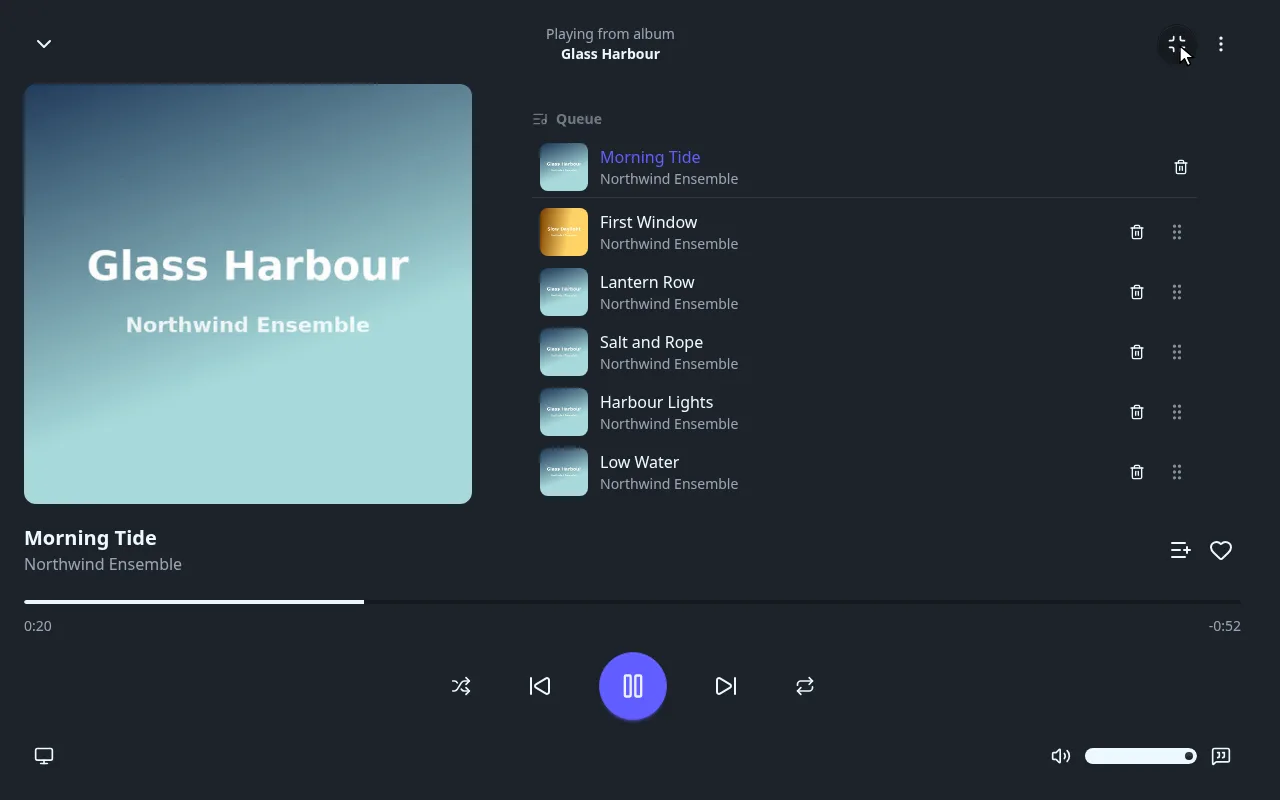 Playing from album
Glass Harbour
Glass Harbour
Northwind Ensemble
Queue
Morning Tide
Northwind Ensemble
First Window
Northwind Ensemble
Lantern Row
Northwind Ensemble
Salt and Rope
Northwind Ensemble
Harbour Lights
Northwind Ensemble
Low Water
Northwind Ensemble
Morning Tide
Northwind Ensemble
0:20
-0:52